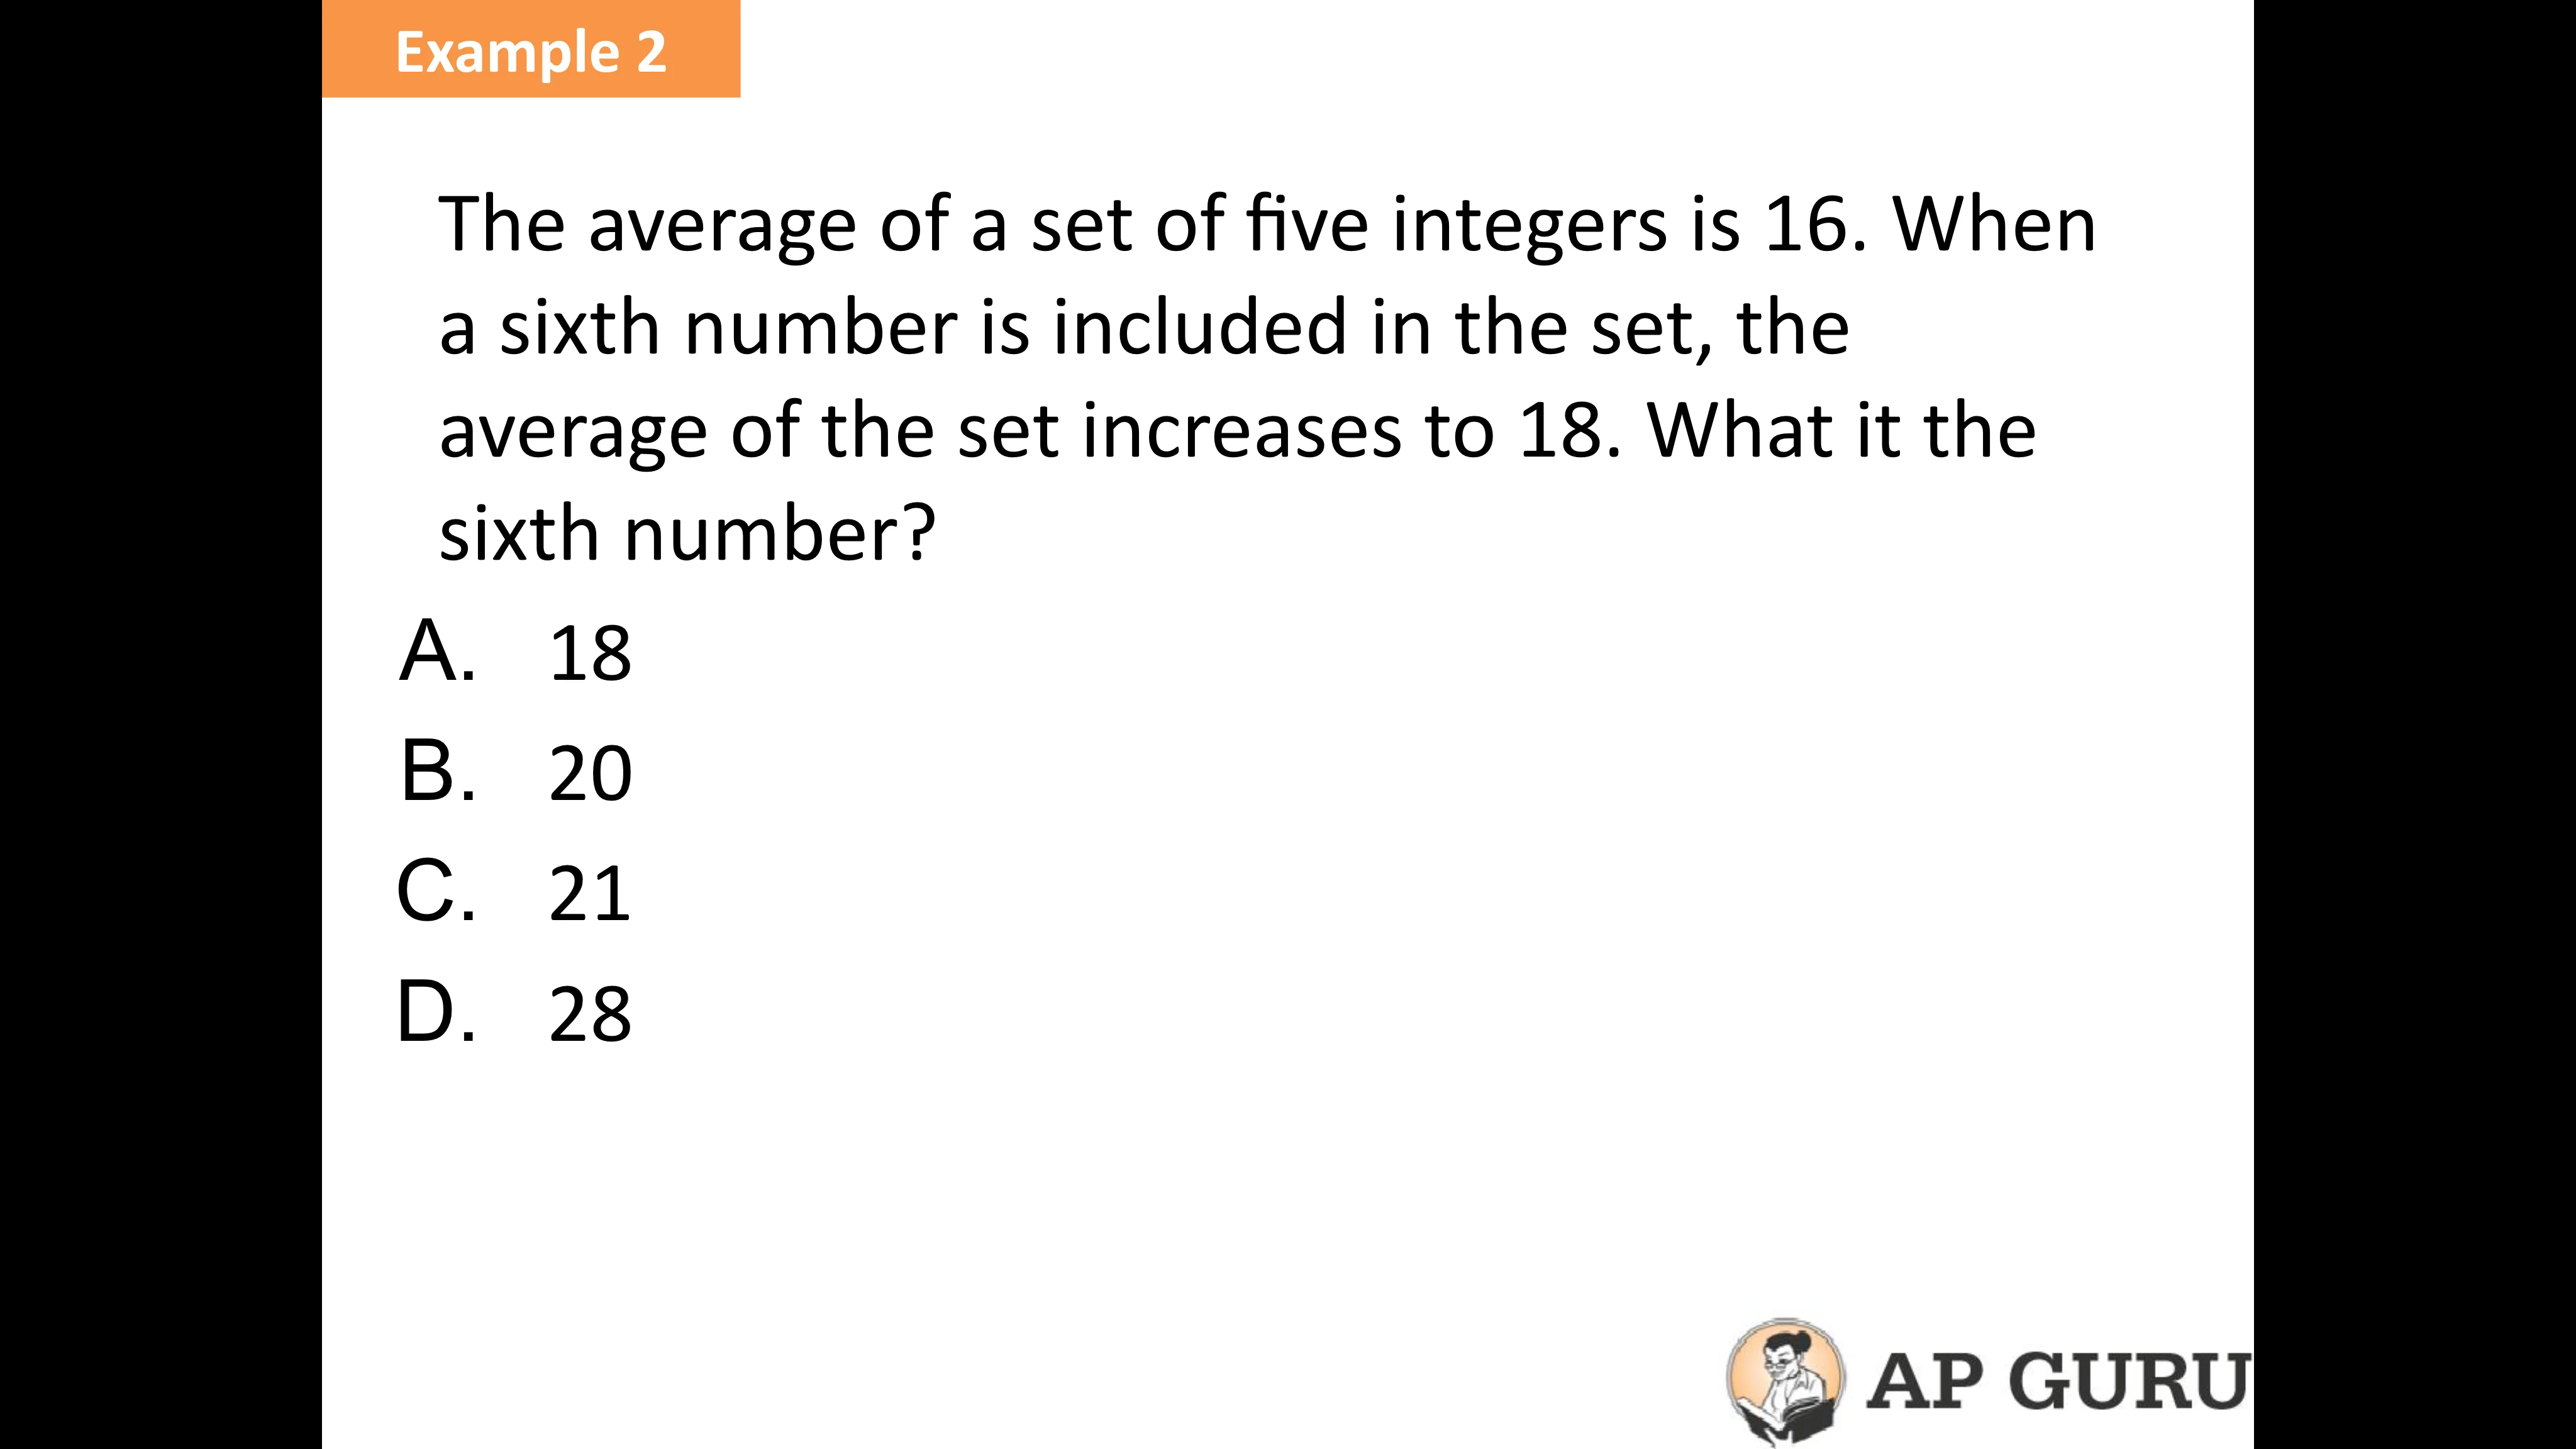 Example 2
The average of a set of five integers is 16. When
a sixth number is included in the set, the
average of the set increases to 18. What it the
sixth number?
A. 18
B. 20
C. 21
D. 28
AP GURU